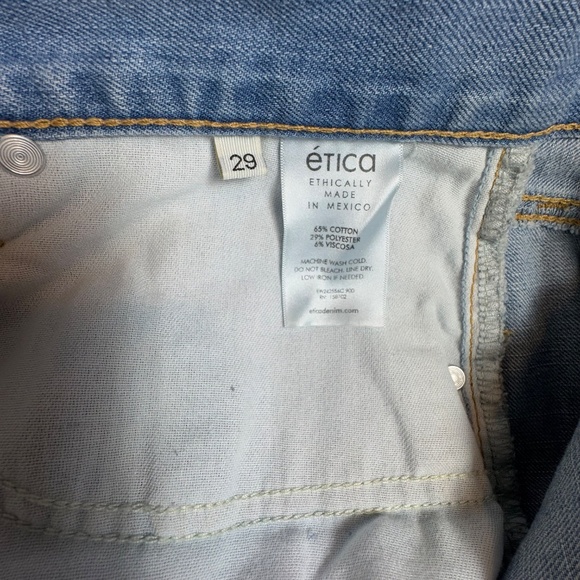 29
éTICA
ETHICALLY
MADE
IN MEXICO
65% COTTON
29% POLYESTER
6% VISCOSA
MACHINE WASH COLD.
DO NOT BLEACH. LINE DRY.
LOW IRON IF NEEDED.
eticadenim.com